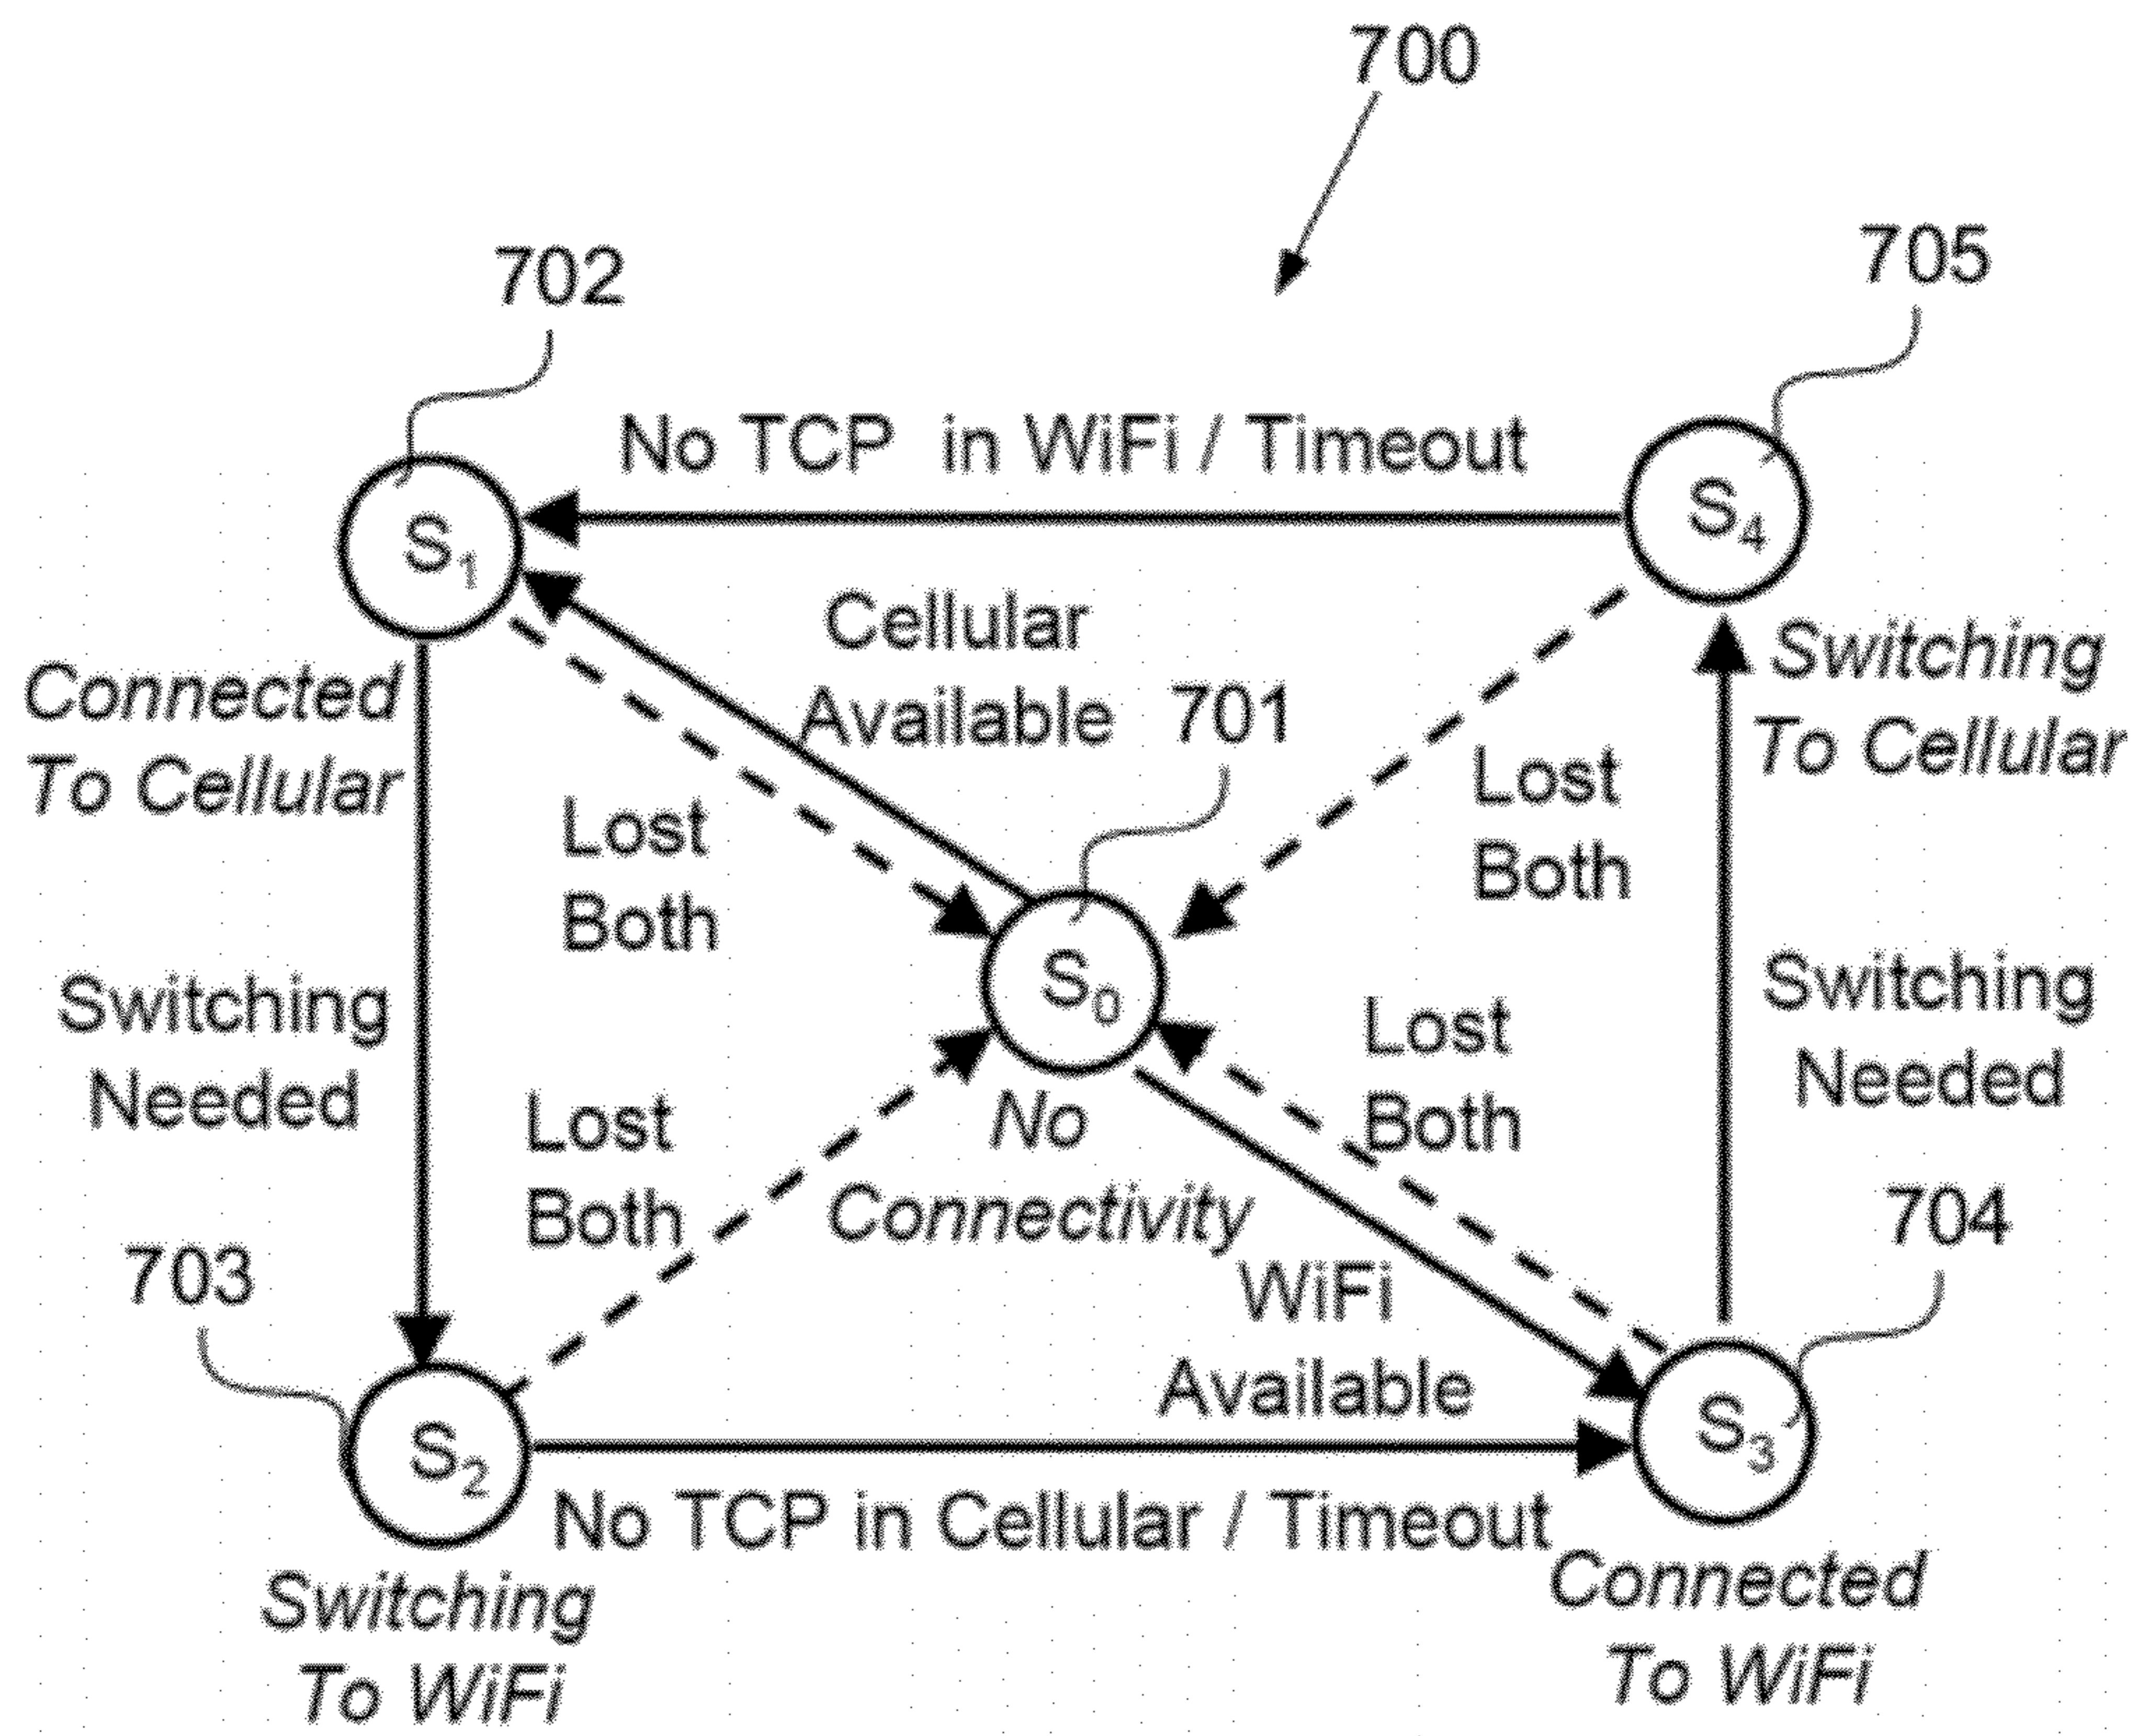 700
702
705
No TCP in WiFi / Timeout
S1
S4
Cellular
Available
701
Connected
To Cellular
Switching
To Cellular
Lost
Both
Lost
Both
S0
Switching
Needed
Lost
Both
Switching
Needed
Lost
Both
No
Connectivity
703
704
WiFi
Available
S2
S3
No TCP in Cellular / Timeout
Switching
To WiFi
Connected
To WiFi